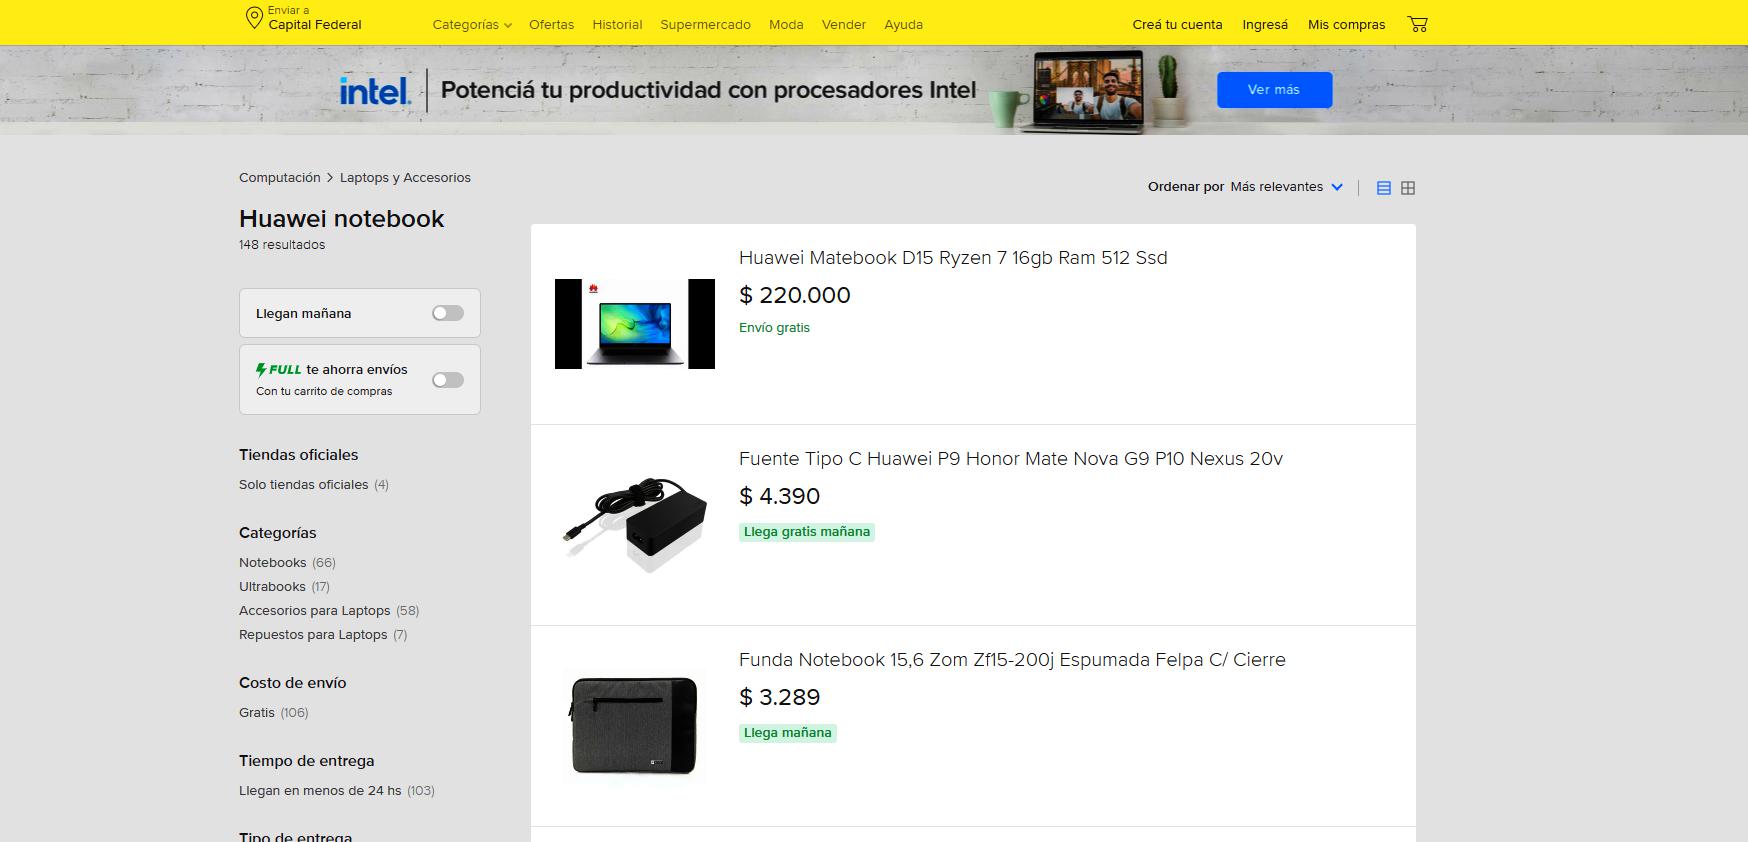 Enviar a
Capital Federal
Categorías
Ofertas
Historial
Supermercado
Moda
Vender
Ayuda
Creá tu cuenta
Ingresá
Mis compras
intel.
Potenciá tu productividad con procesadores Intel
Ver más
Computación > Laptops y Accesorios
Huawei notebook
148 resultados
Ordenar por Más relevantes
Llegan mañana
FULL te ahorra envíos
Con tu carrito de compras
Tiendas oficiales
Solo tiendas oficiales (4)
Categorías
Notebooks (66)
Ultrabooks (17)
Accesorios para Laptops (58)
Repuestos para Laptops (7)
Costo de envío
Gratis (106)
Tiempo de entrega
Llegan en menos de 24 hs (103)
Tipo de entrega
Huawei Matebook D15 Ryzen 7 16gb Ram 512 Ssd
$ 220.000
Envío gratis
Fuente Tipo C Huawei P9 Honor Mate Nova G9 P10 Nexus 20v
$ 4.390
Llega gratis mañana
Funda Notebook 15,6 Zom Zf15-200j Espumada Felpa C/ Cierre
$ 3.289
Llega mañana